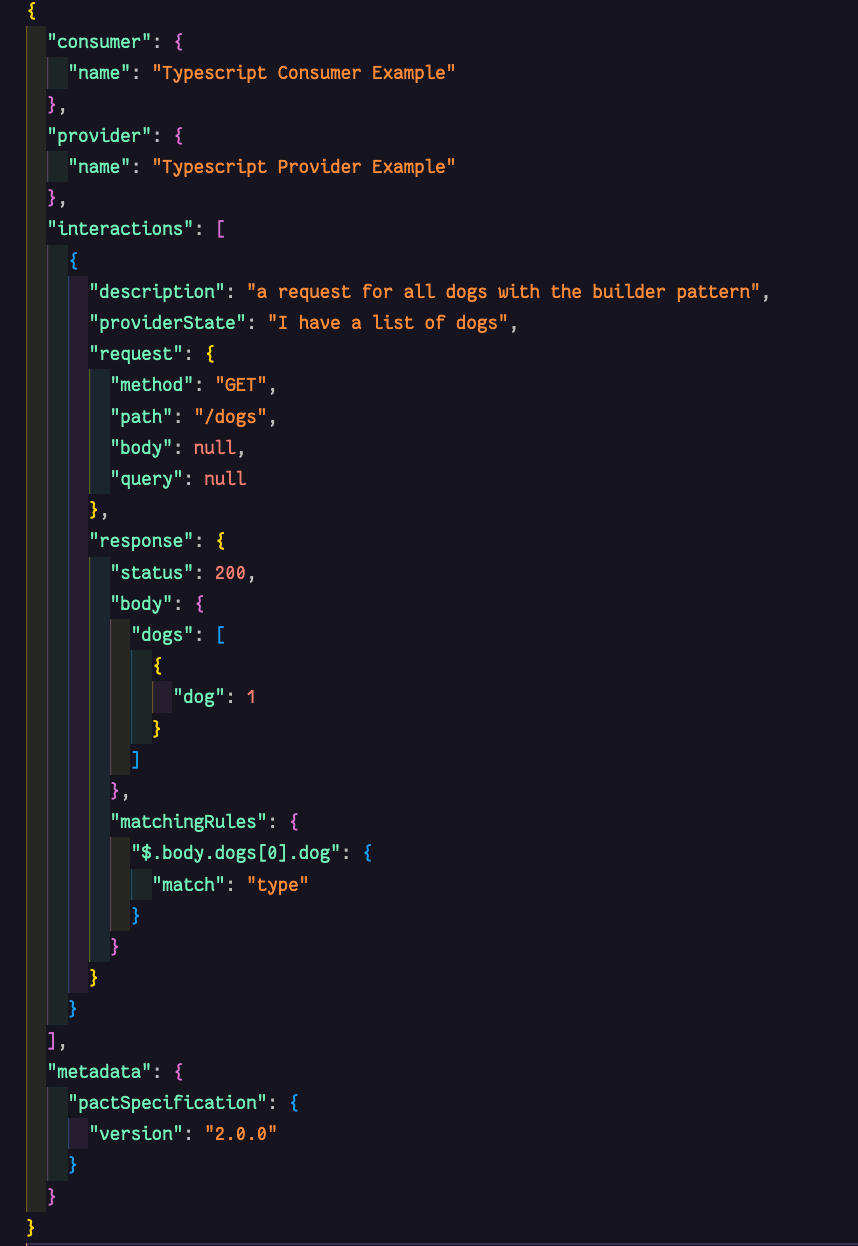 {
"consumer": {
"name": "Typescript Consumer Example"
},
"provider": {
"name": "Typescript Provider Example"
},
"interactions": [
{
"description": "a request for all dogs with the builder pattern",
"providerState": "I have a list of dogs",
"request": {
"method": "GET",
"path": "/dogs",
"body": null,
"query": null
},
"response": {
"status": 200,
"body": {
"dogs": [
{
"dog": 1
}
]
},
"matchingRules": {
"$.body.dogs[0].dog": {
"match": "type"
}
}
}
}
],
"metadata": {
"pactSpecification": {
"version": "2.0.0"
}
}
}